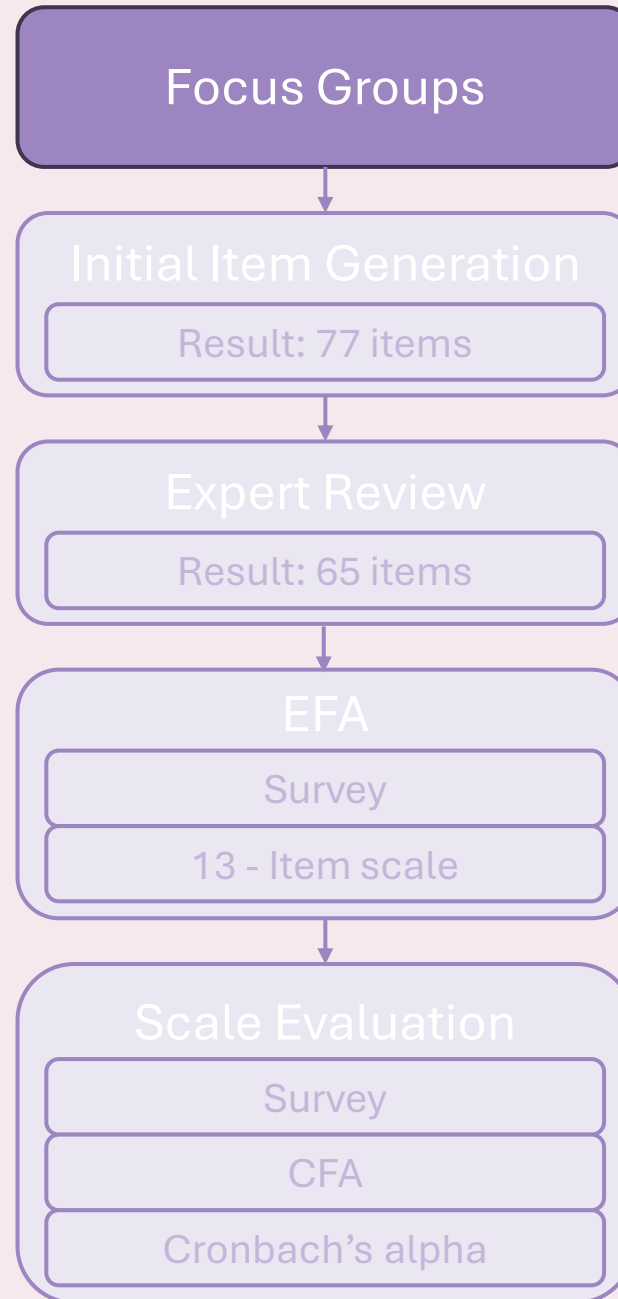 Focus Groups
Initial Item Generation
Result: 77 items
Expert Review
Result: 65 items
EFA
Survey
13 - Item scale
Scale Evaluation
Survey
CFA
Cronbach’s alpha